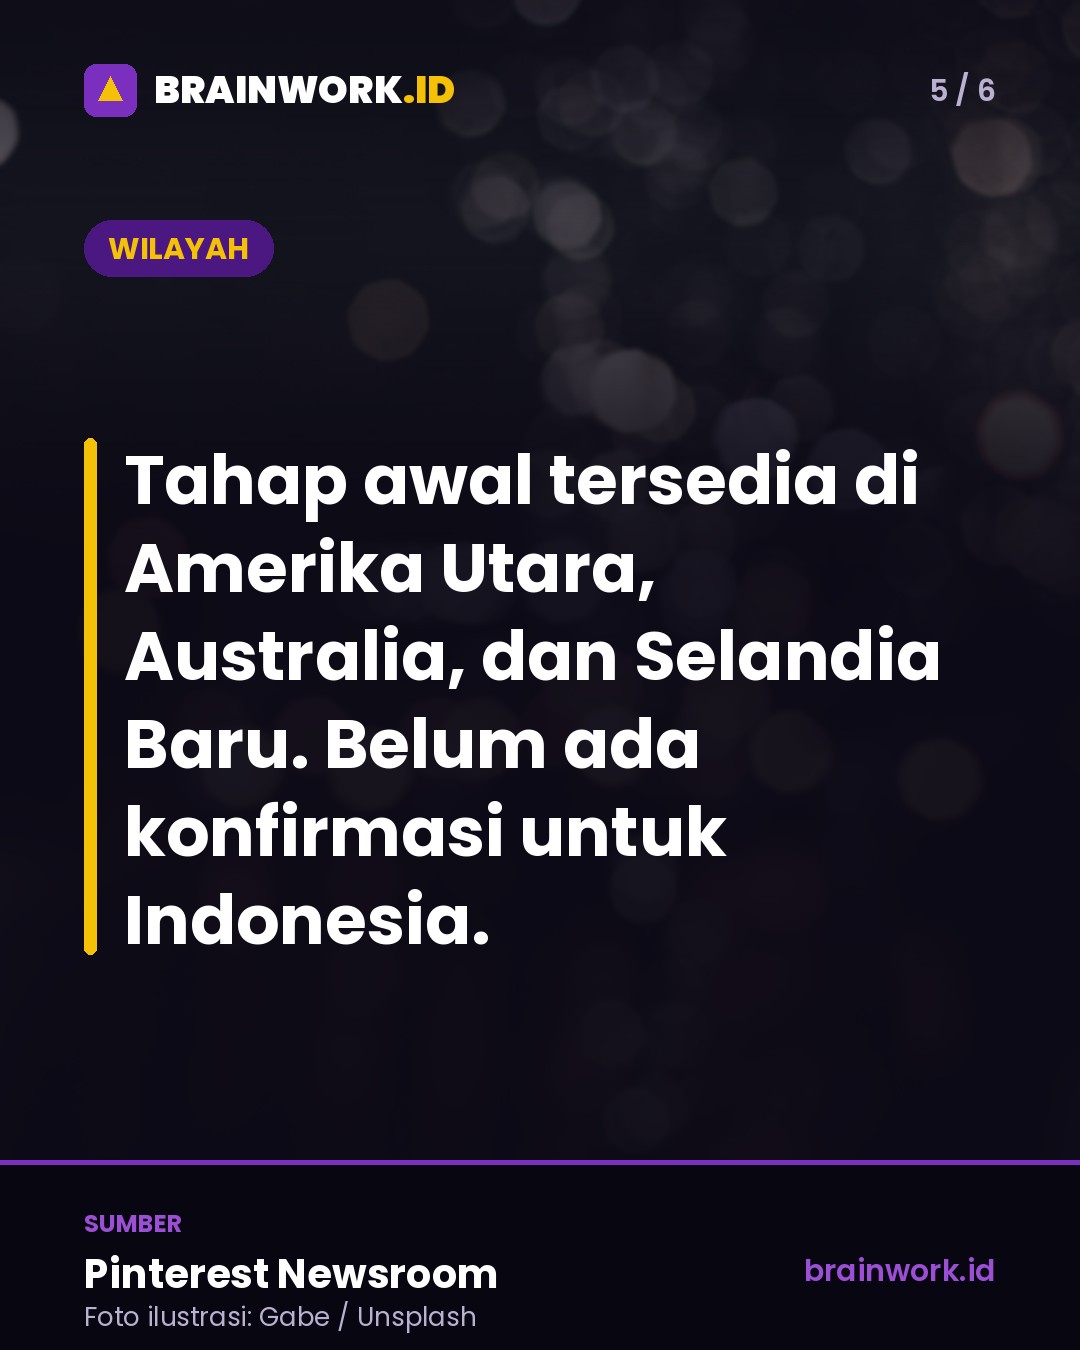 BRAINWORK.ID
5 / 6
WILAYAH
Tahap awal tersedia di
Amerika Utara,
Australia, dan Selandia
Baru. Belum ada
konfirmasi untuk
Indonesia.
SUMBER
Pinterest Newsroom
Foto ilustrasi: Gabe / Unsplash
brainwork.id